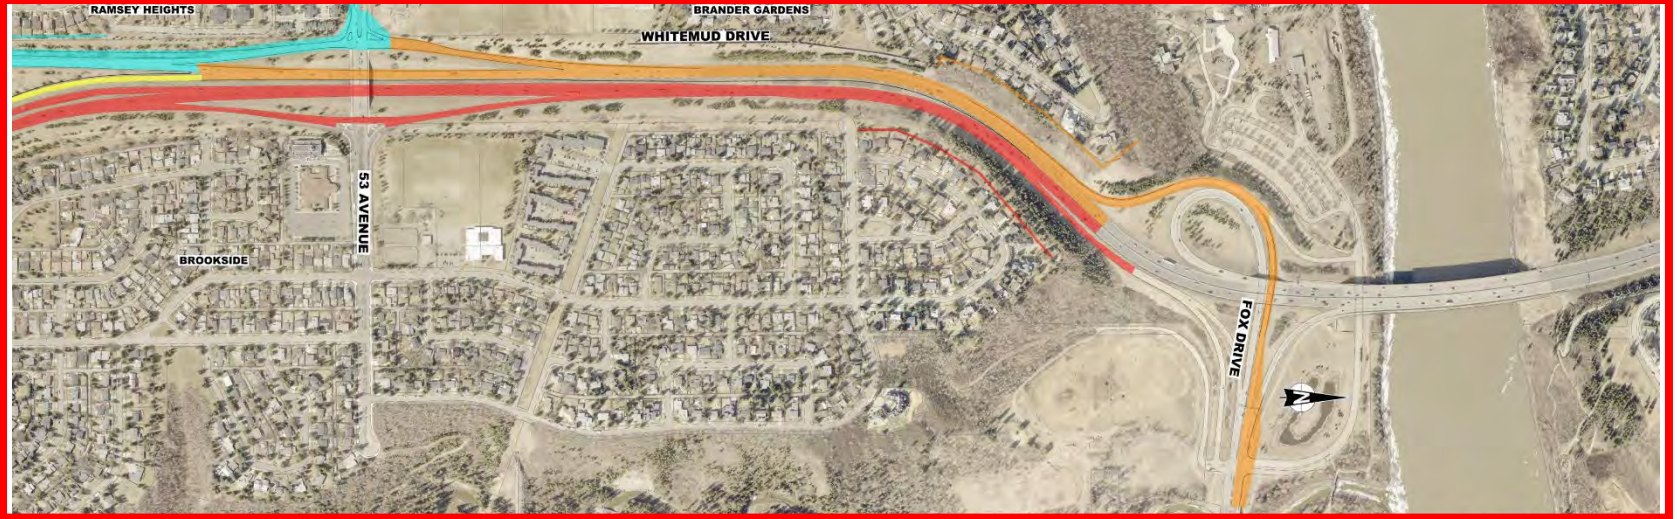 RAMSEY HEIGHTS
BRANDER GARDENS
WHITEMUD DRIVE
53 AVENUE
BROOKSIDE
FOX DRIVE
N